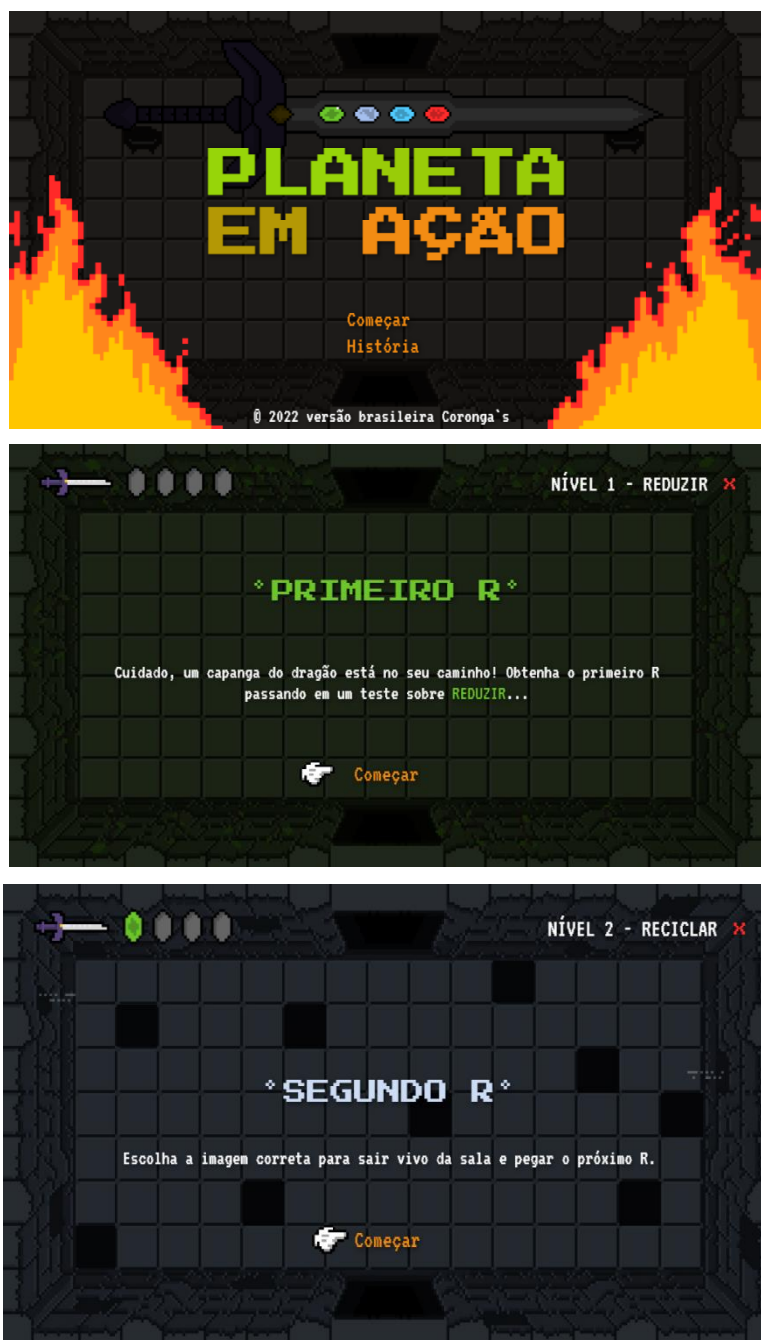 PLANETA
EM AÇÃO
Começar
História
© 2022 versão brasileira Coronga`s
NÍVEL 1 - REDUZIR X
°PRIMEIRO R°
Cuidado, um capanga do dragão está no seu caminho! Obtenha o primeiro R
passando em um teste sobre REDUZIR...
Começar
NÍVEL 2 - RECICLAR X
°SEGUNDO R°
Escolha a imagem correta para sair vivo da sala e pegar o próximo R.
Começar